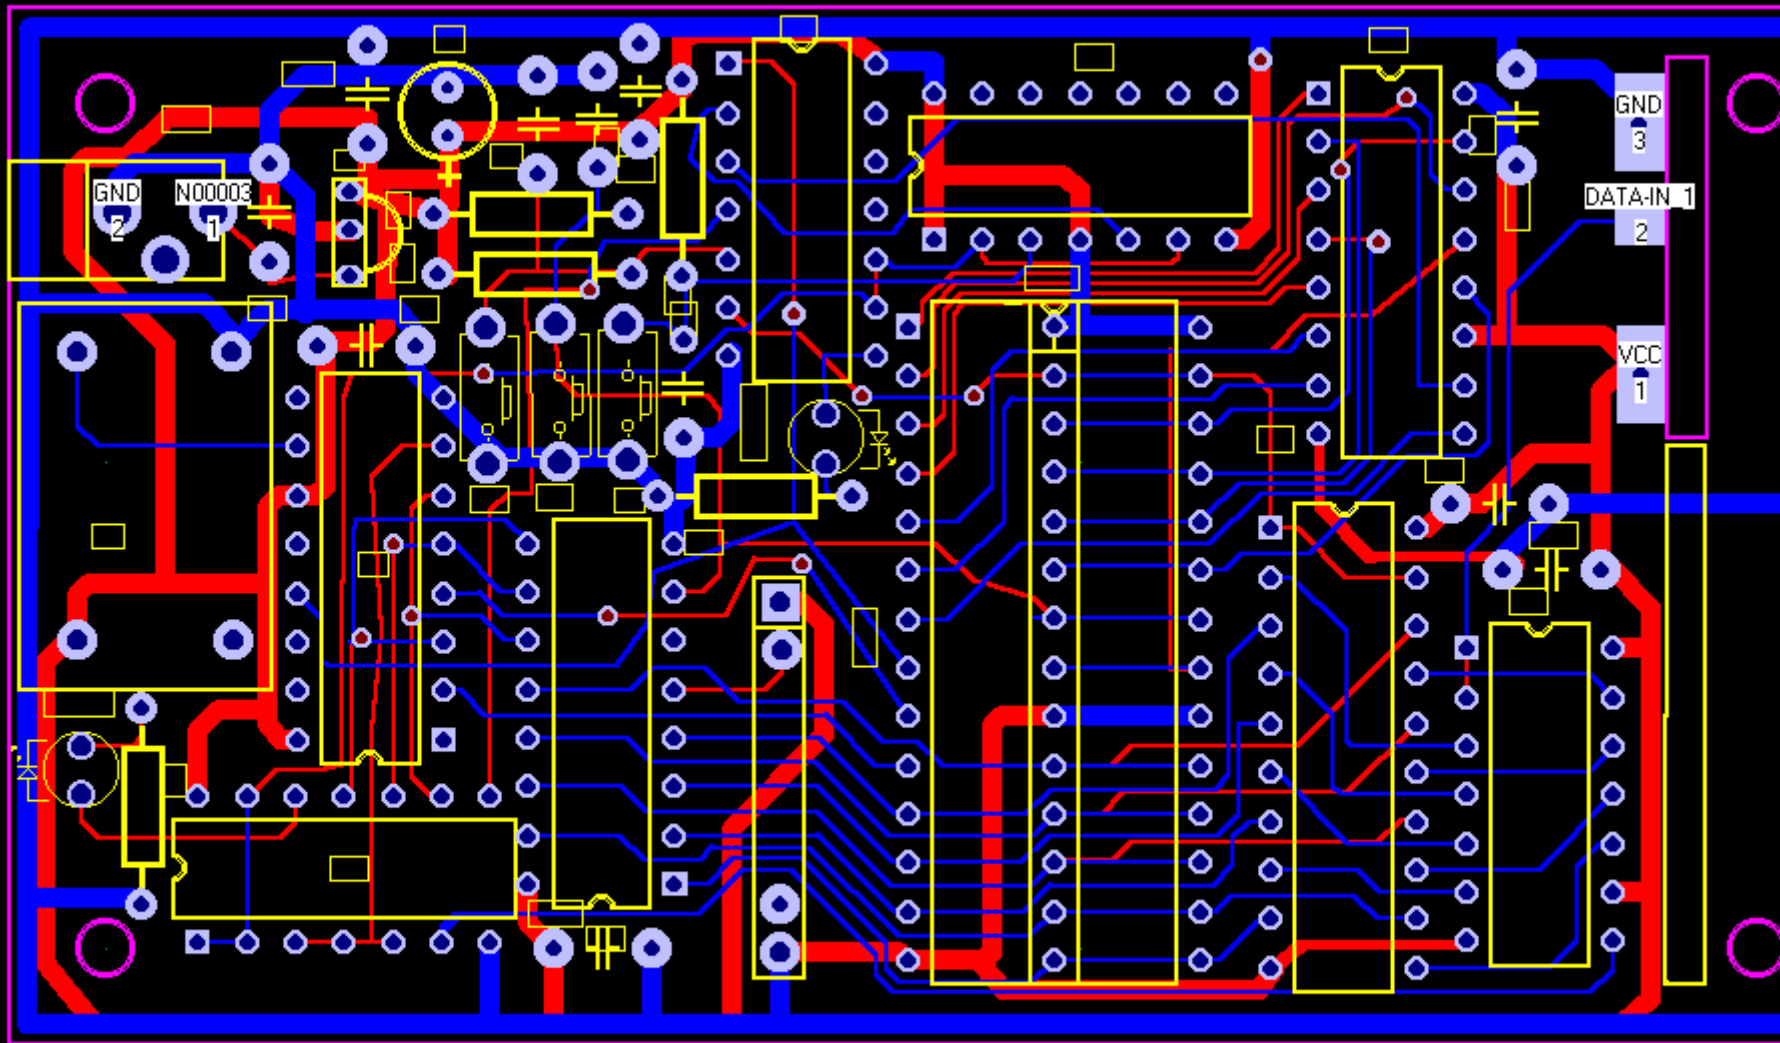 GND
3
GND
2
N00003
1
DATA-IN_1
2
VCC
1